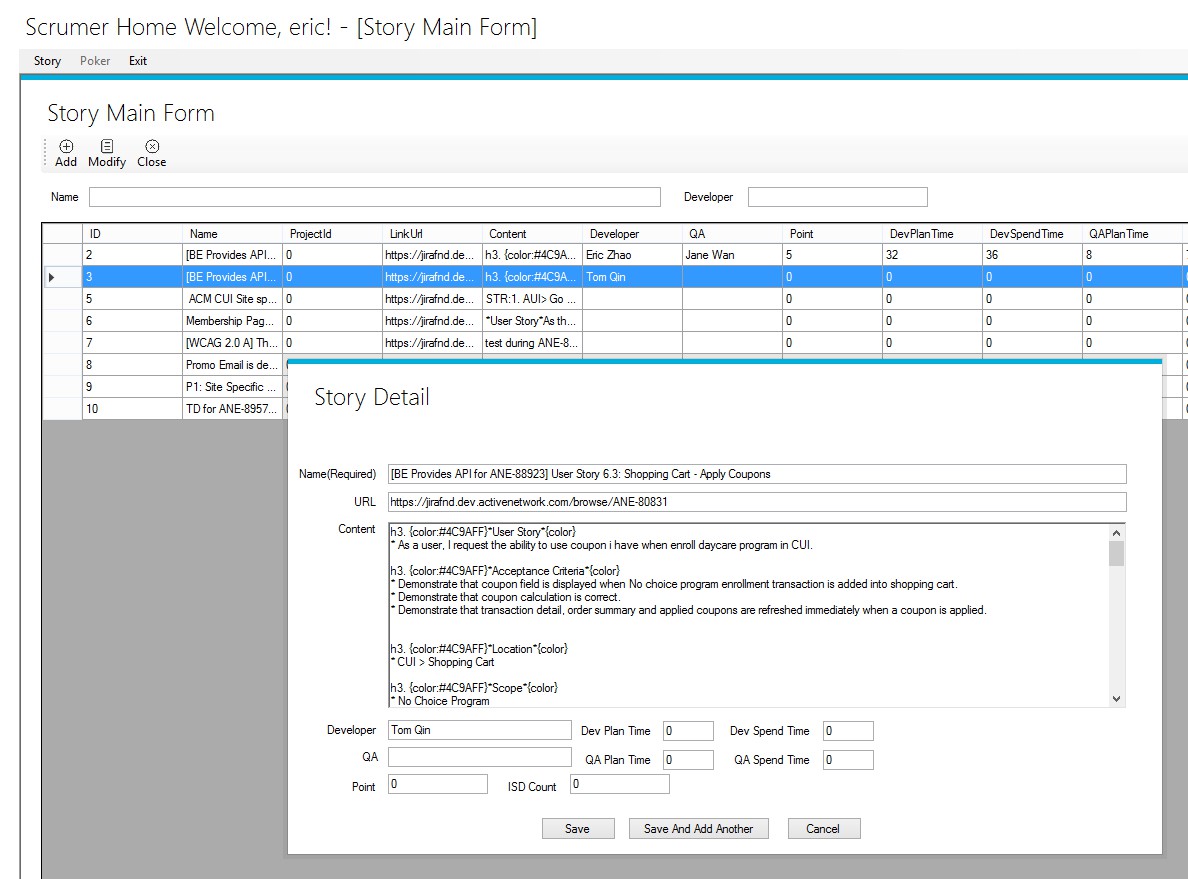 Scrumer Home Welcome, eric! - [Story Main Form]
Story Poker Exit
Story Main Form
Add Modify Close
Name Developer
ID Name ProjectId LinkUrl Content Developer QA Point DevPlanTime DevSpendTime QAPlanTime
2 [BE Provides API... 0 https://jirafnd.de... h3. {color:#4C9A... Eric Zhao Jane Wan 5 32 36 8
3 [BE Provides API... 0 https://jirafnd.de... h3. {color:#4C9A... Tom Qin 0 0 0 0
5 ACM CUI Site sp... 0 https://jirafnd.de... STR:1. AUI> Go ... 0 0 0 0
6 Membership Pag... 0 https://jirafnd.de... *User Story*As th... 0 0 0 0
7 [WCAG 2.0 A] Th... 0 https://jirafnd.de... test during ANE-8... 0 0 0 0
8 Promo Email is de...
9 P1: Site Specific ...
10 TD for ANE-8957...
Story Detail
Name(Required) [BE Provides API for ANE-88923] User Story 6.3: Shopping Cart - Apply Coupons
URL https://jirafnd.dev.activenetwork.com/browse/ANE-80831
Content h3. {color:#4C9AFF}*User Story*{color}
* As a user, I request the ability to use coupon i have when enroll daycare program in CUI.
h3. {color:#4C9AFF}*Acceptance Criteria*{color}
* Demonstrate that coupon field is displayed when No choice program enrollment transaction is added into shopping cart.
* Demonstrate that coupon calculation is correct.
* Demonstrate that transaction detail, order summary and applied coupons are refreshed immediately when a coupon is applied.
h3. {color:#4C9AFF}*Location*{color}
* CUI > Shopping Cart
h3. {color:#4C9AFF}*Scope*{color}
* No Choice Program
Developer Tom Qin Dev Plan Time 0 Dev Spend Time 0
QA QA Plan Time 0 QA Spend Time 0
Point 0 ISD Count 0
Save Save And Add Another Cancel